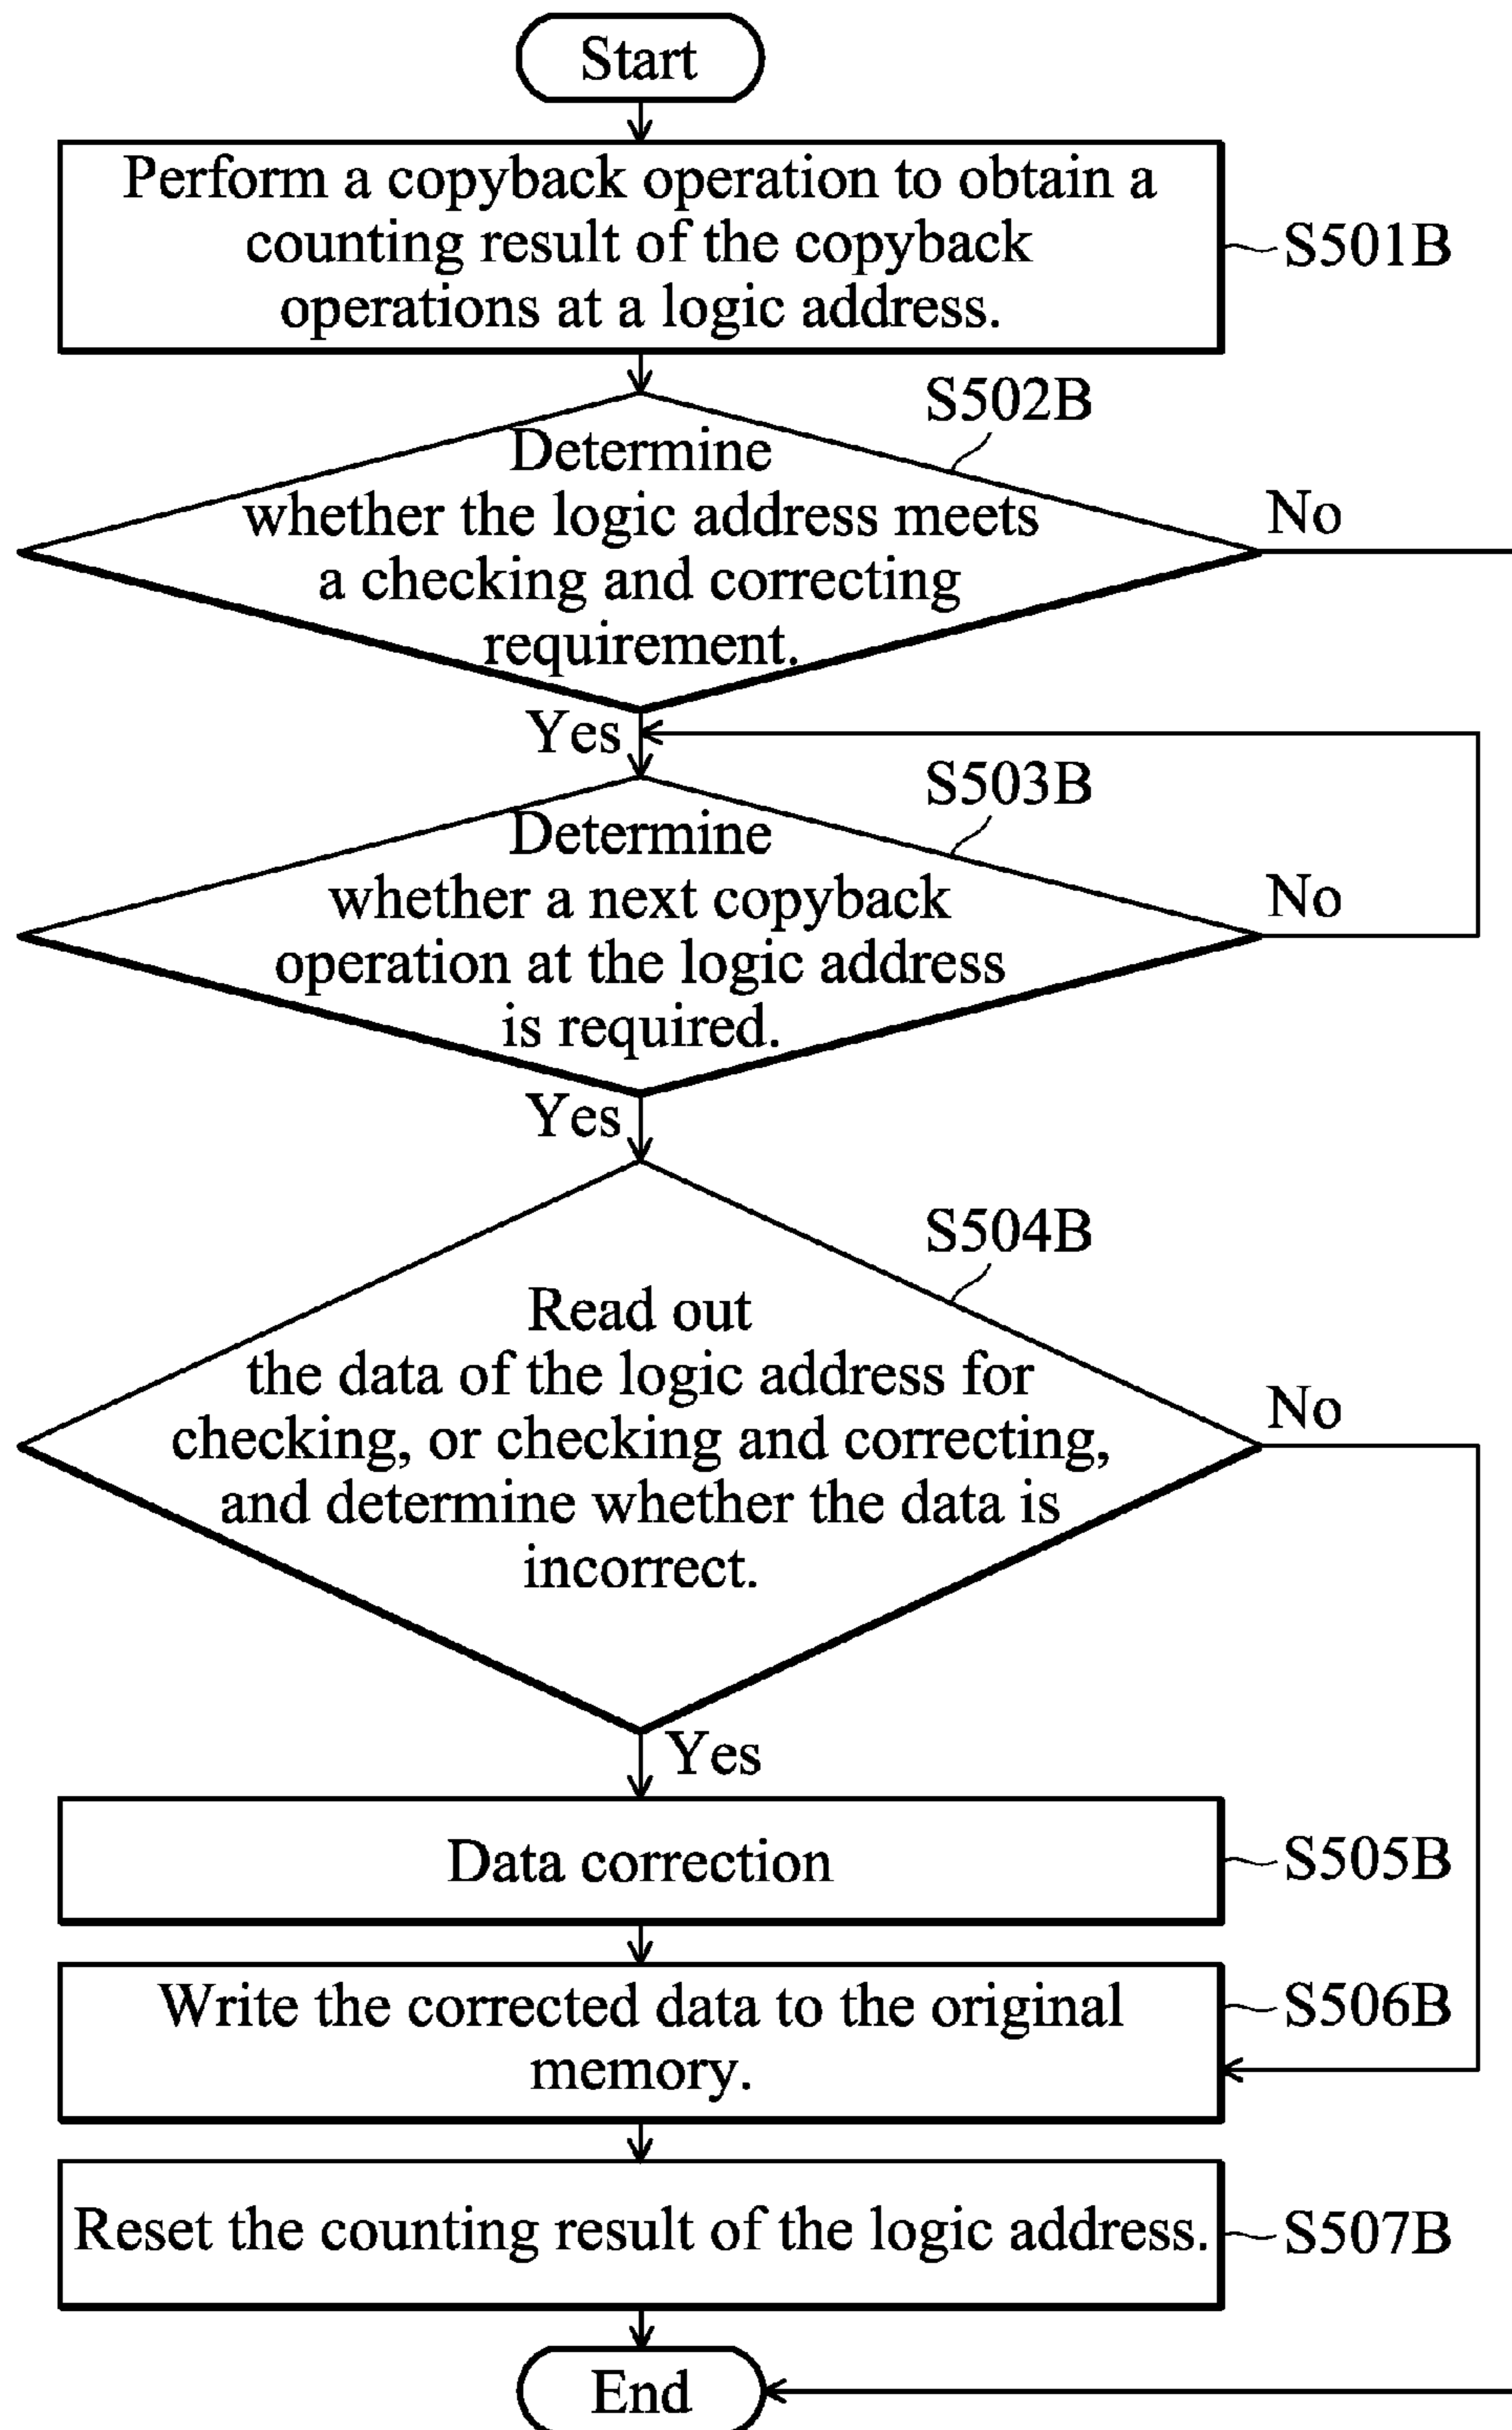 Start
Perform a copyback operation to obtain a
counting result of the copyback
operations at a logic address.
S501B
S502B
Determine
whether the logic address meets
a checking and correcting
requirement.
No
Yes
S503B
Determine
whether a next copyback
operation at the logic address
is required.
No
Yes
S504B
Read out
the data of the logic address for
checking, or checking and correcting,
and determine whether the data is
incorrect.
No
Yes
Data correction
S505B
Write the corrected data to the original
memory.
S506B
Reset the counting result of the logic address.
S507B
End